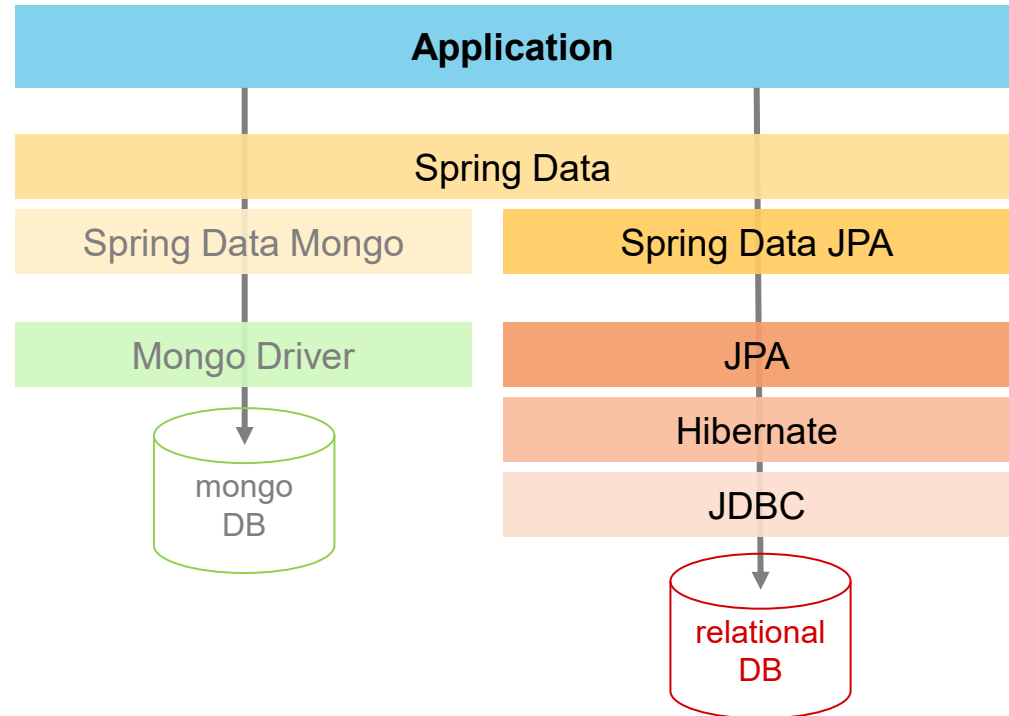 Application
Spring Data
Spring Data Mongo
Spring Data JPA
Mongo Driver
JPA
Hibernate
JDBC
mongo
DB
relational
DB